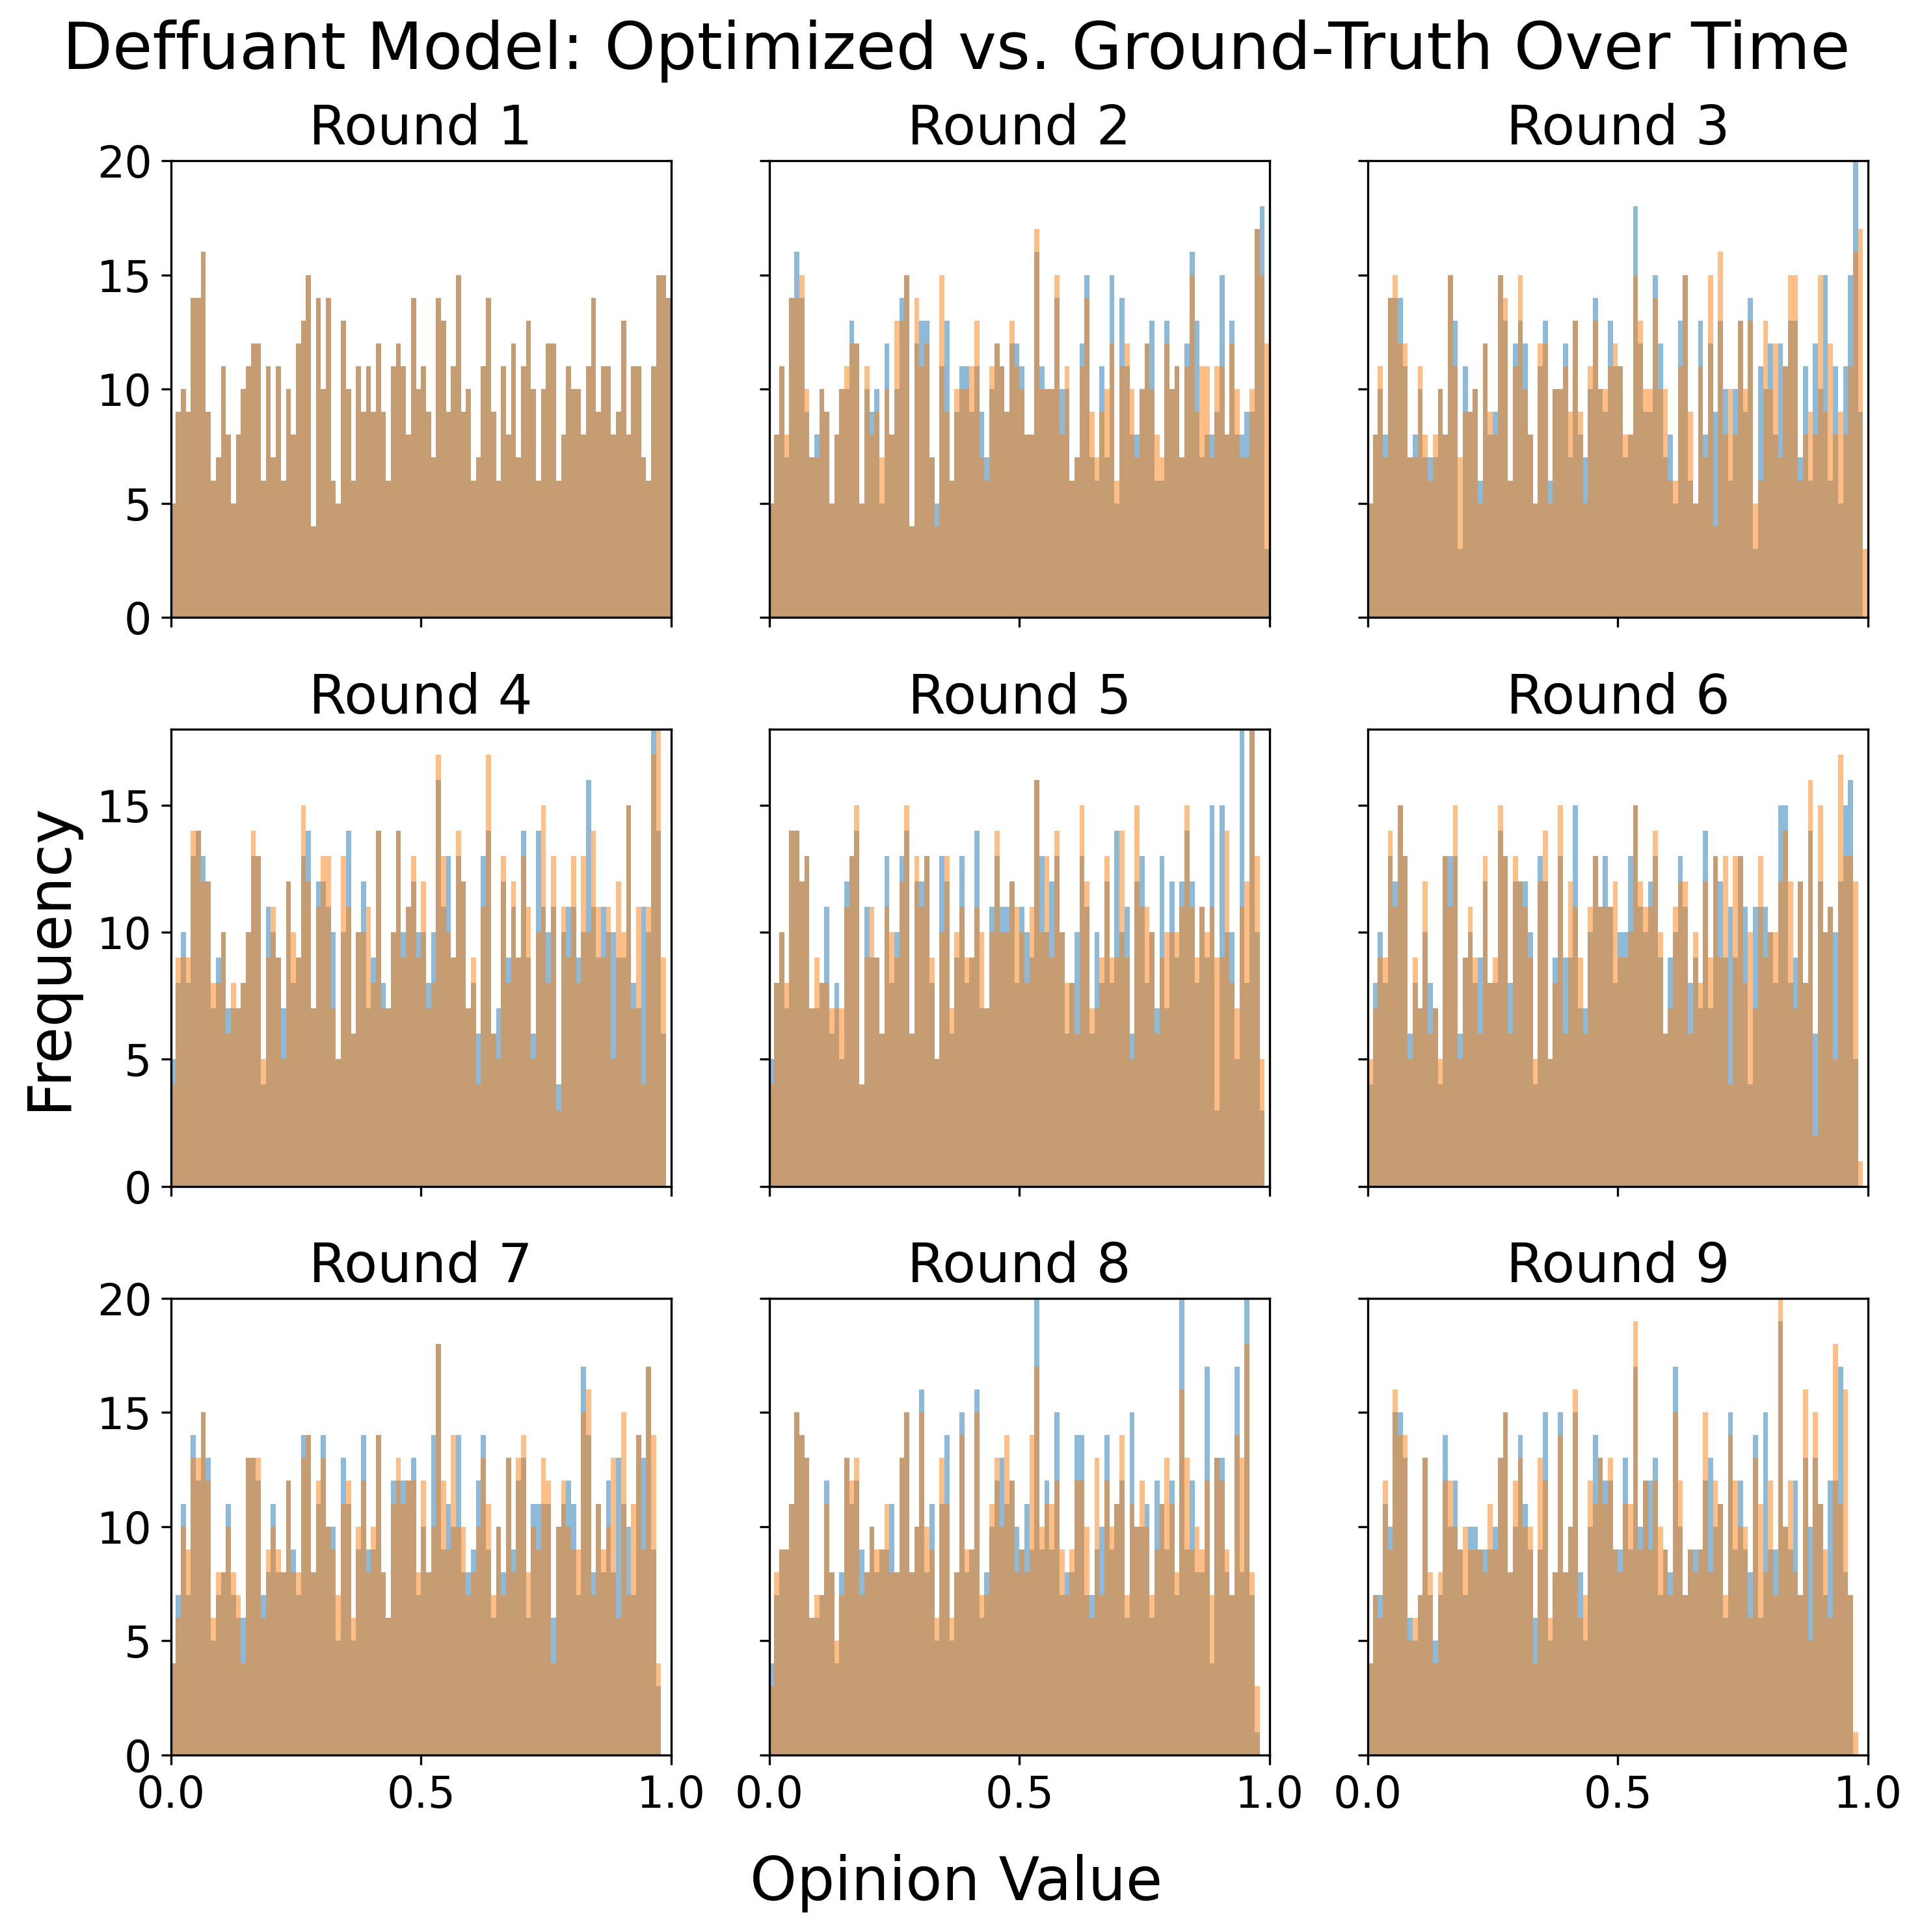 Deffuant Model: Optimized vs. Ground-Truth Over Time
Round 1
Round 2
Round 3
20
15
10
5
0
Round 4
Round 5
Round 6
15
10
5
0
Frequency
Round 7
Round 8
Round 9
20
15
10
5
0
0.0 0.5 1.0 0.0 0.5 1.0 0.0 0.5 1.0
Opinion Value